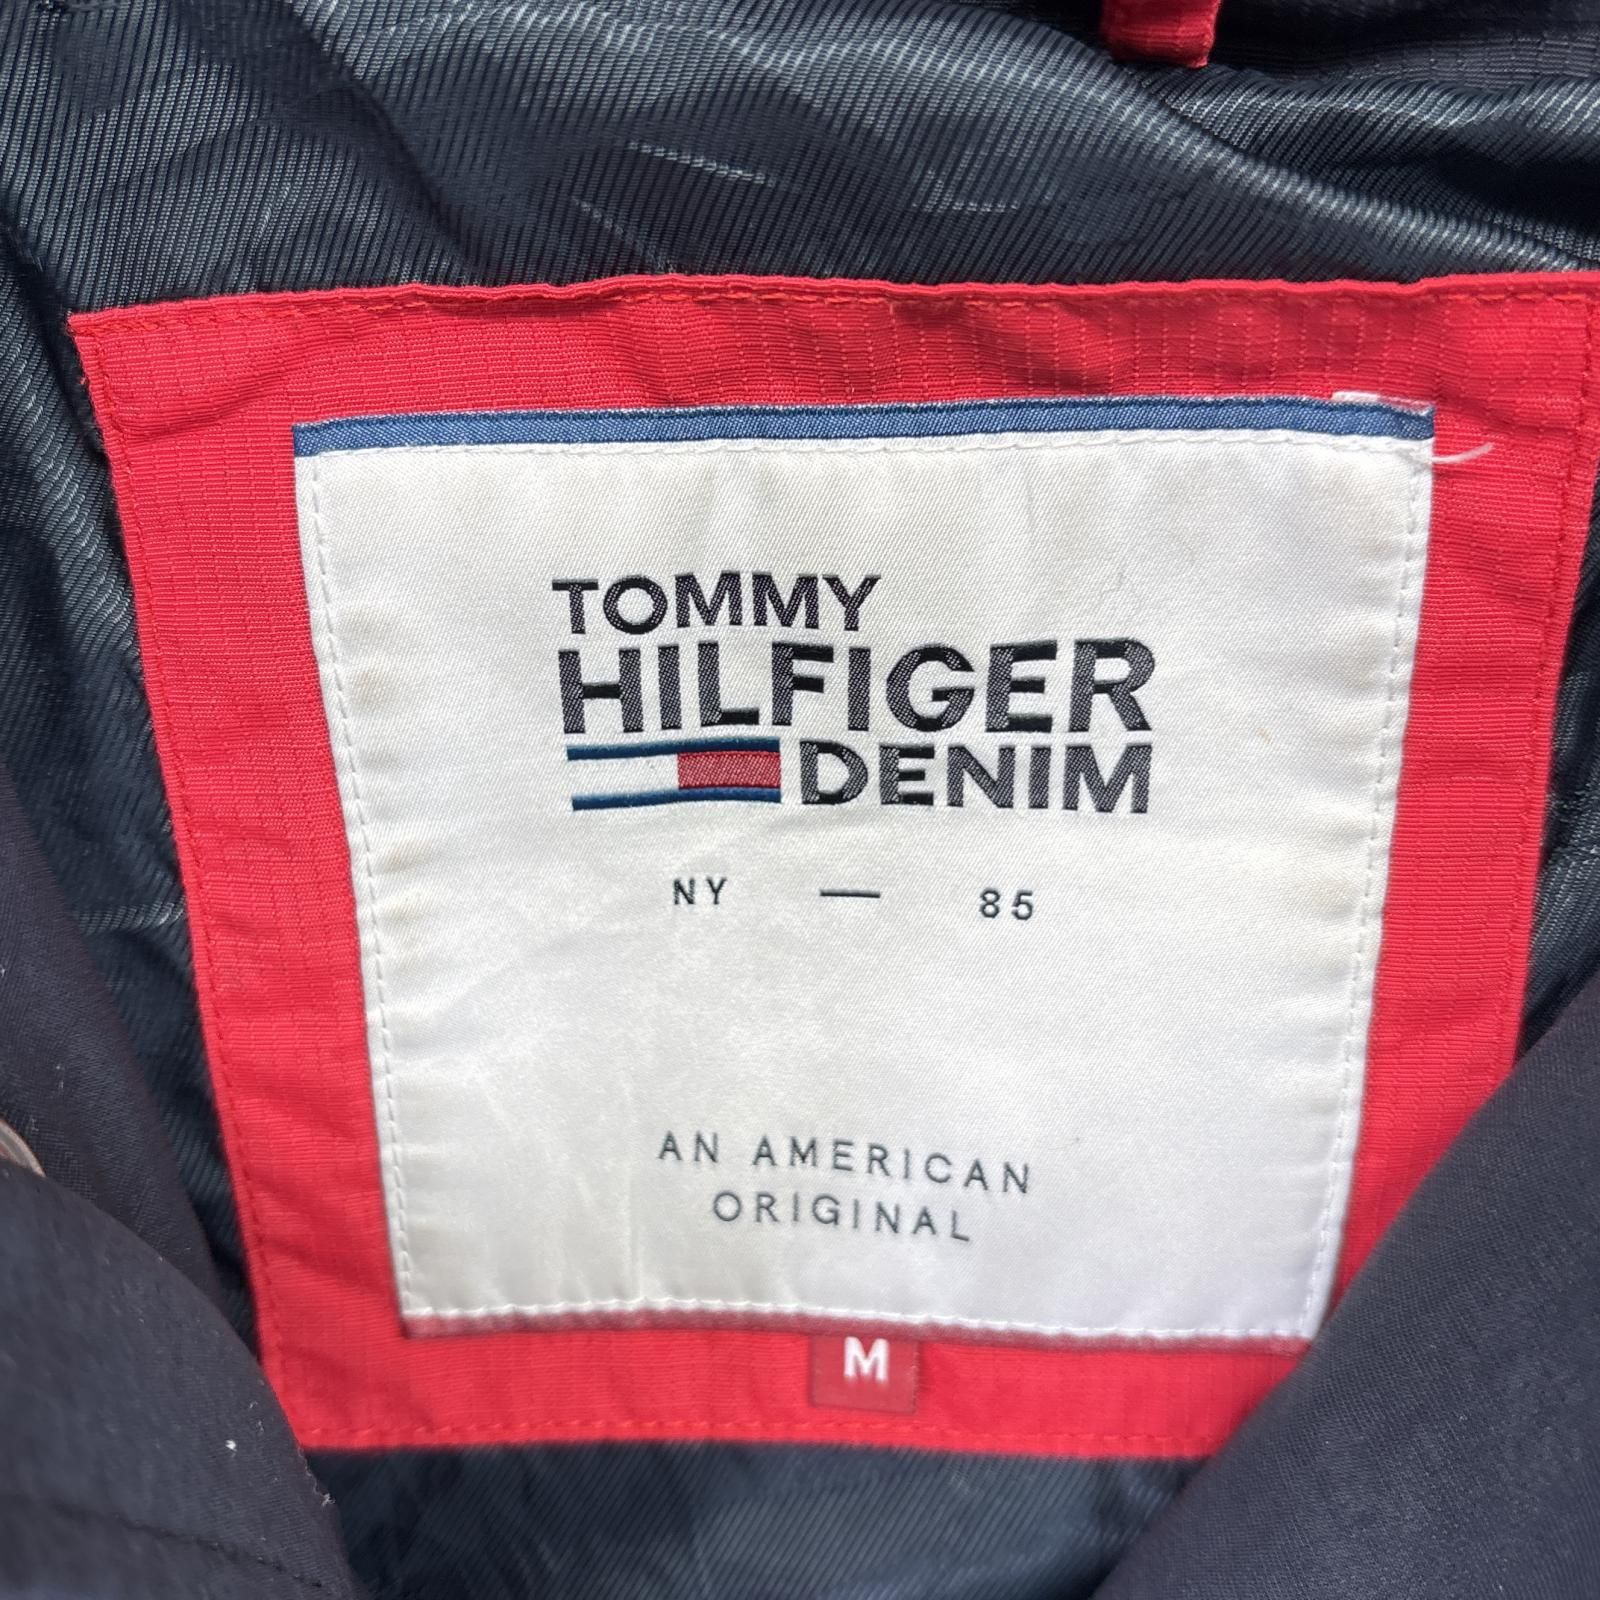 TOMMY
HILFIGER
DENIM
NY — 85
AN AMERICAN
ORIGINAL
M